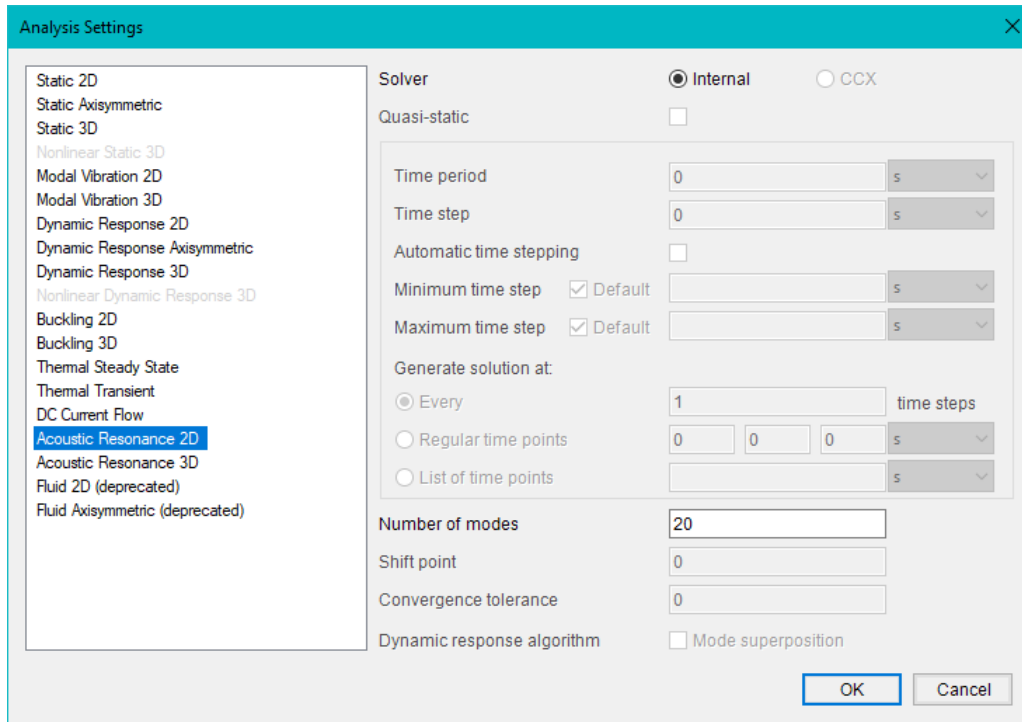 Analysis Settings
Static 2D
Static Axisymmetric
Static 3D
Nonlinear Static 3D
Modal Vibration 2D
Modal Vibration 3D
Dynamic Response 2D
Dynamic Response Axisymmetric
Dynamic Response 3D
Nonlinear Dynamic Response 3D
Buckling 2D
Buckling 3D
Thermal Steady State
Thermal Transient
DC Current Flow
Acoustic Resonance 2D
Acoustic Resonance 3D
Fluid 2D (deprecated)
Fluid Axisymmetric (deprecated)
Solver Internal CCX
Quasi-static
Time period 0 s
Time step 0 s
Automatic time stepping
Minimum time step Default s
Maximum time step Default s
Generate solution at:
Every 1 time steps
Regular time points 0 0 0 s
List of time points s
Number of modes 20
Shift point 0
Convergence tolerance 0
Dynamic response algorithm Mode superposition
OK Cancel